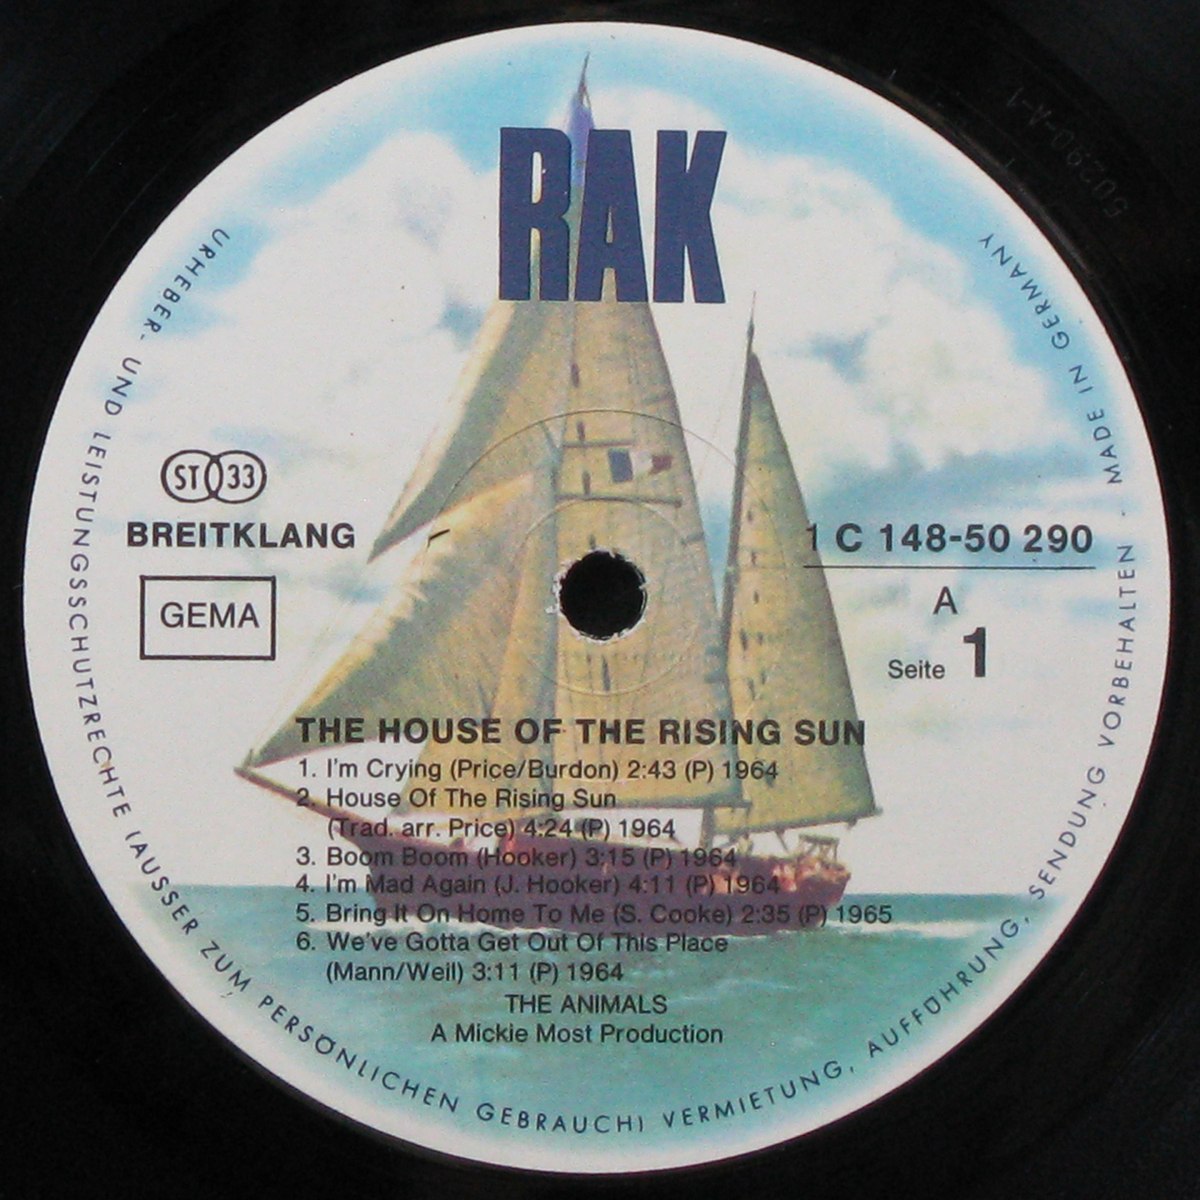 RAK
URHEBER- UND LEISTUNGSSCHUTZRECHTE (AUSSER ZUM PERSÖNLICHEN GEBRAUCH) VERMIETUNG, AUFFÜHRUNG, SENDUNG VORBEHALTEN - MADE IN GERMANY
50290-A-1
ST 33
BREITKLANG
GEMA
1 C 148-50 290
A
Seite 1
THE HOUSE OF THE RISING SUN
1. I'm Crying (Price/Burdon) 2:43 (P) 1964
2. House Of The Rising Sun
(Trad. arr. Price) 4:24 (P) 1964
3. Boom Boom (Hooker) 3:15 (P) 1964
4. I'm Mad Again (J. Hooker) 4:11 (P) 1964
5. Bring It On Home To Me (S. Cooke) 2:35 (P) 1965
6. We've Gotta Get Out Of This Place
(Mann/Weil) 3:11 (P) 1964
THE ANIMALS
A Mickie Most Production